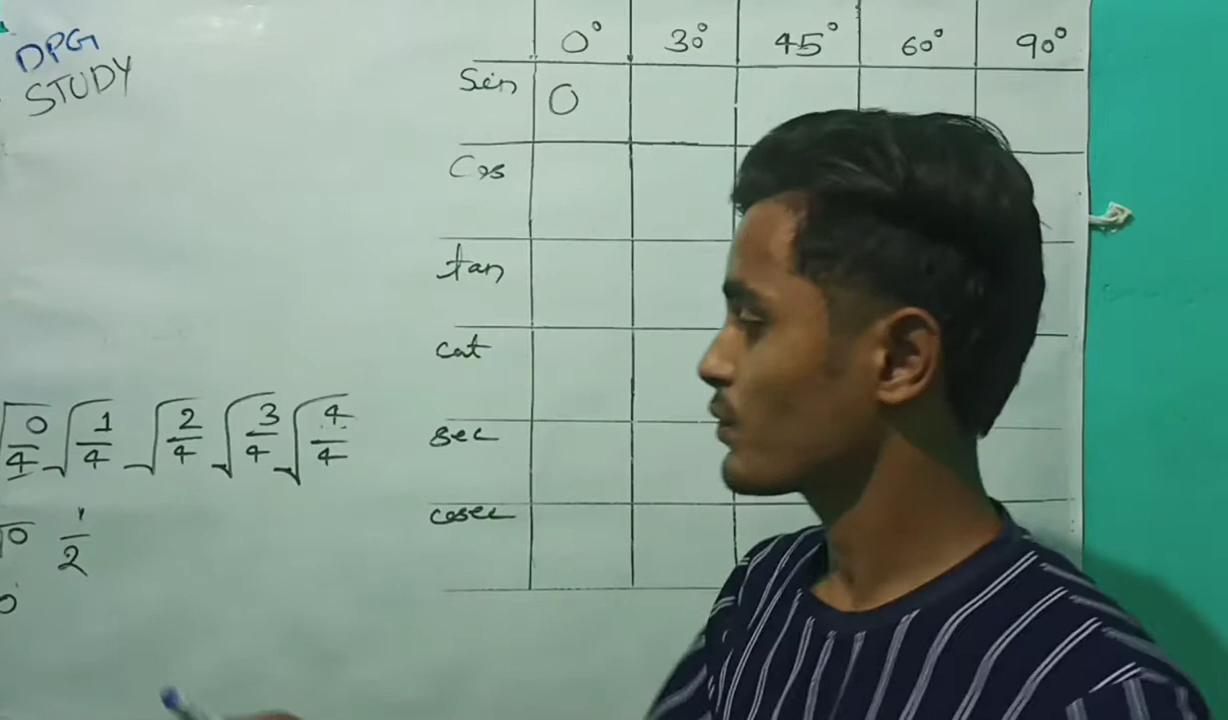 DPG
STUDY
0° 30° 45° 60° 90°
Sin 0
Cos
tan
cat
sec
cosec
√0/4 √1/4 √2/4 √3/4 √4/4
√0 1/2
0